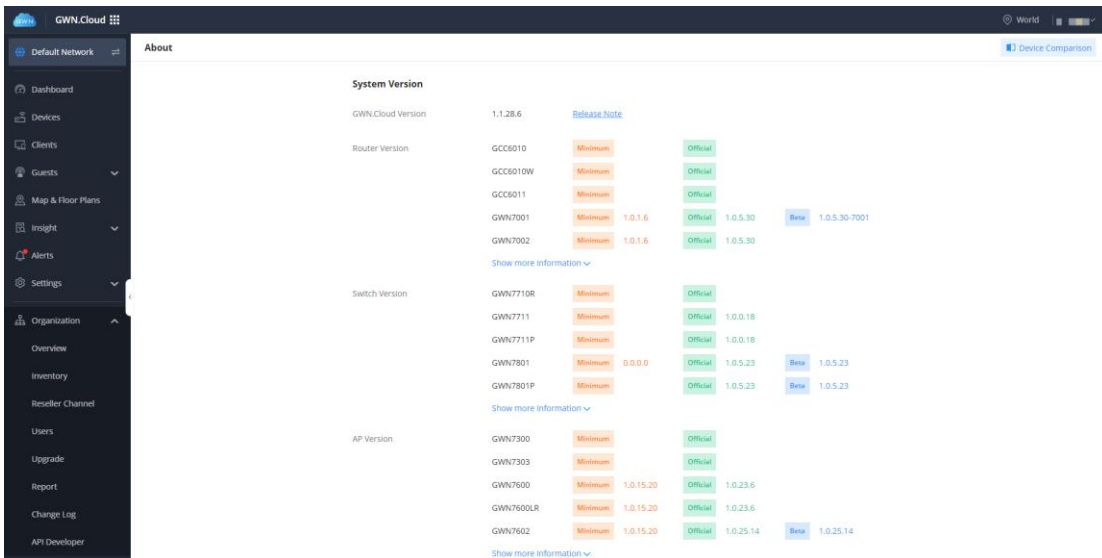 GWN GWN.Cloud World
Default Network
About
Device Comparison
Dashboard
Devices
Clients
Guests
Map & Floor Plans
Insight
Alerts
Settings
Organization
Overview
Inventory
Reseller Channel
Users
Upgrade
Report
Change Log
API Developer
System Version
GWN.Cloud Version 1.1.28.6 Release Note
Router Version GCC6010 Minimum Official
GCC6010W Minimum Official
GCC6011 Minimum Official
GWN7001 Minimum 1.0.1.6 Official 1.0.5.30 Beta 1.0.5.30-7001
GWN7002 Minimum 1.0.1.6 Official 1.0.5.30
Show more information
Switch Version GWN7710R Minimum Official
GWN7711 Minimum Official 1.0.0.18
GWN7711P Minimum Official 1.0.0.18
GWN7801 Minimum 0.0.0.0 Official 1.0.5.23 Beta 1.0.5.23
GWN7801P Minimum Official 1.0.5.23 Beta 1.0.5.23
Show more information
AP Version GWN7300 Minimum Official
GWN7303 Minimum Official
GWN7600 Minimum 1.0.15.20 Official 1.0.23.6
GWN7600LR Minimum 1.0.15.20 Official 1.0.23.6
GWN7602 Minimum 1.0.15.20 Official 1.0.25.14 Beta 1.0.25.14
Show more information